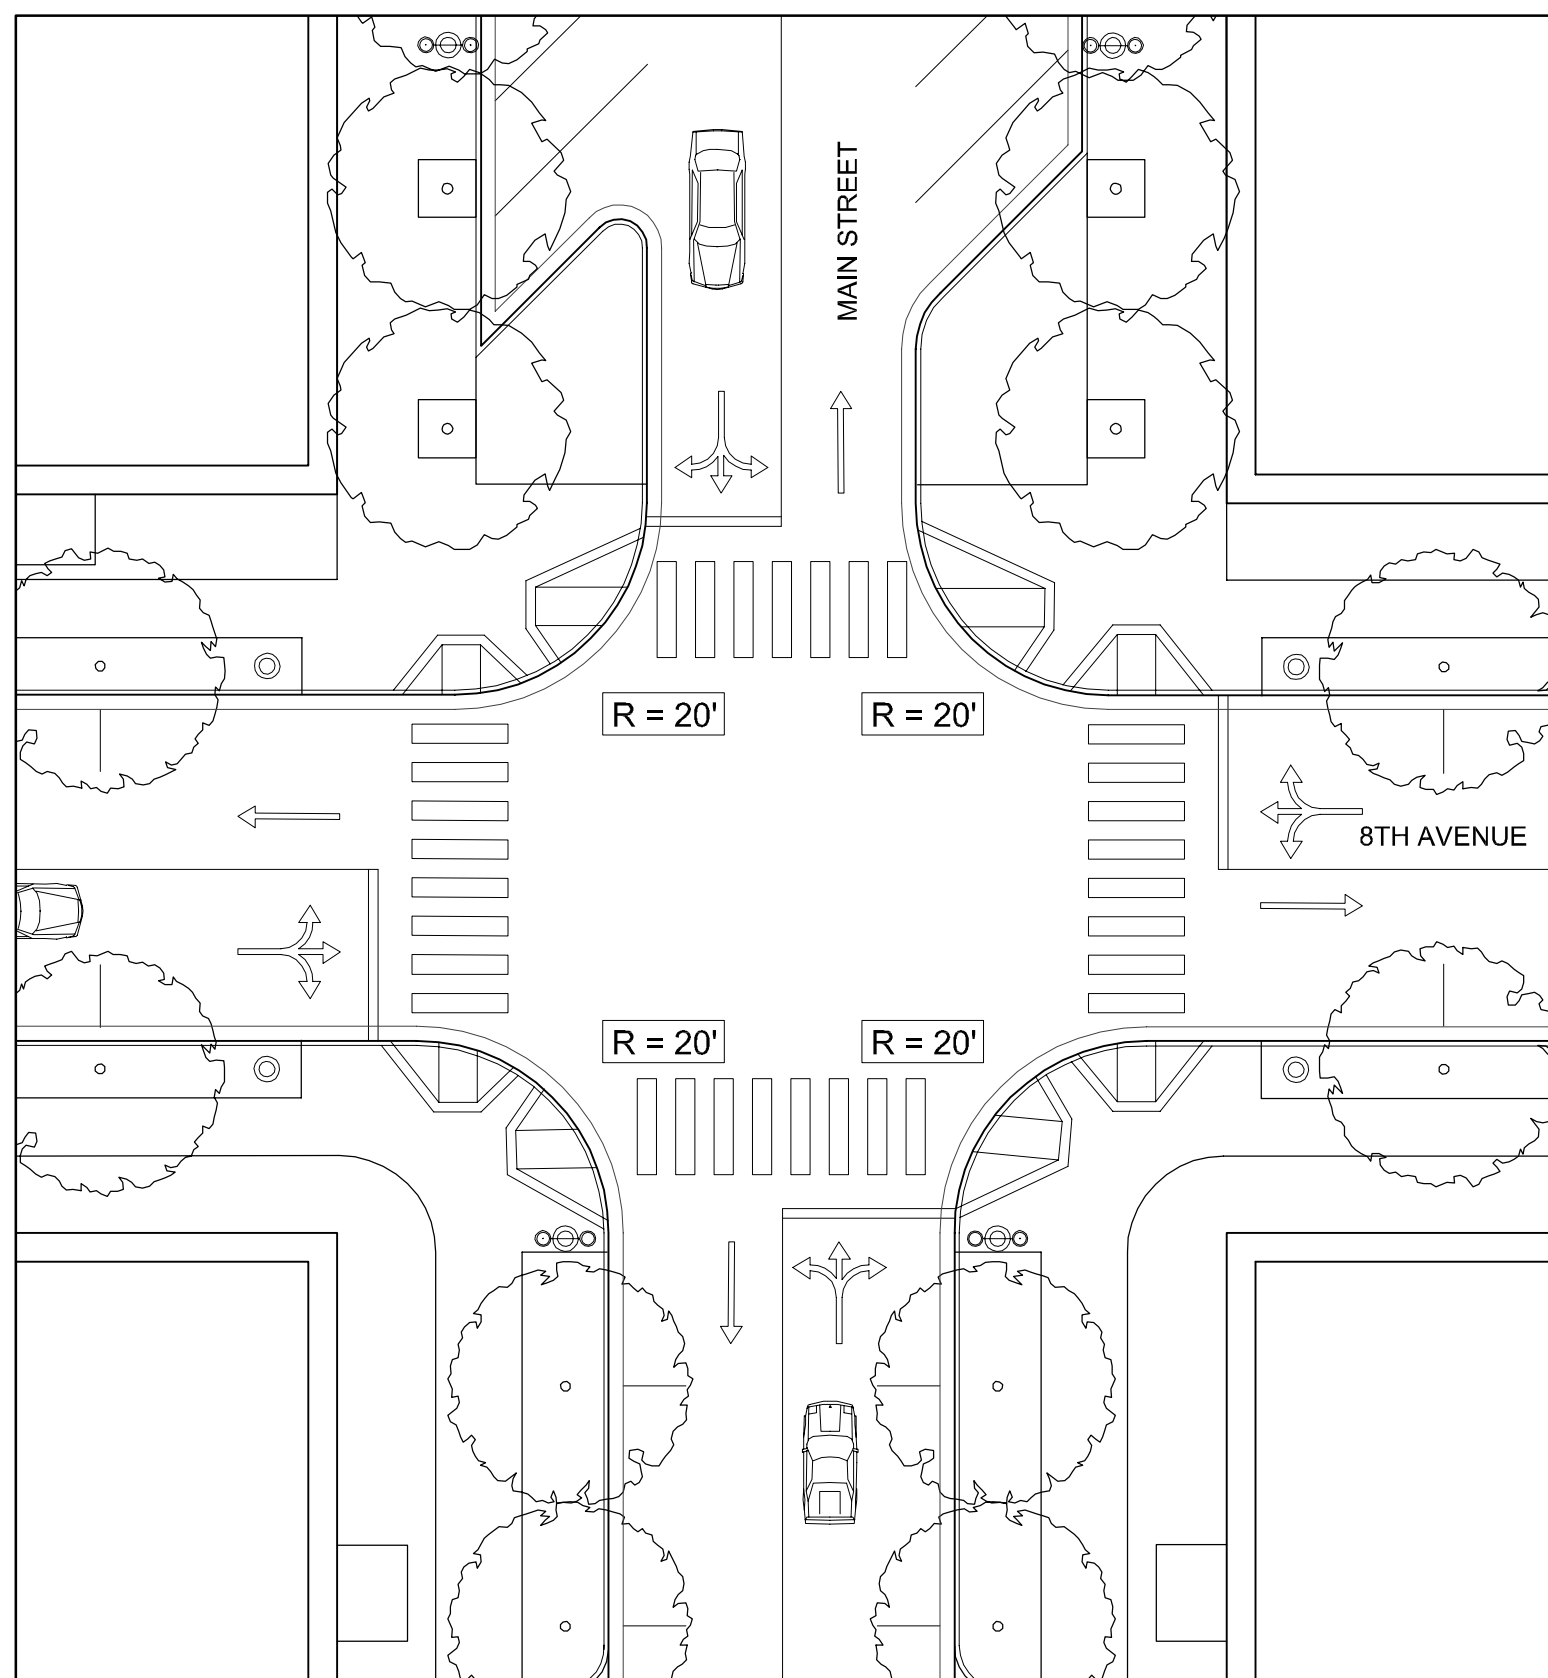 MAIN STREET
R = 20'
R = 20'
8TH AVENUE
R = 20'
R = 20'